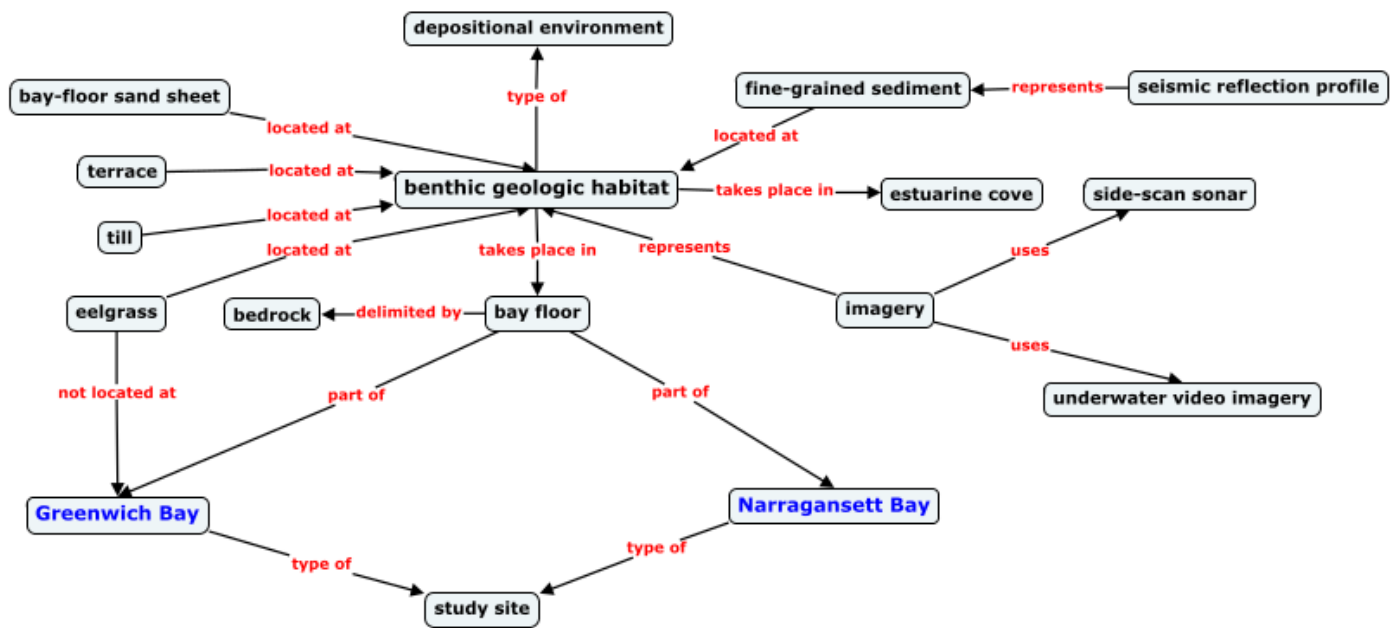 depositional environment
bay-floor sand sheet
fine-grained sediment
represents
seismic reflection profile
type of
located at
located at
terrace
located at
benthic geologic habitat
takes place in
estuarine cove
side-scan sonar
till
located at
located at
takes place in
represents
uses
eelgrass
bedrock
delimited by
bay floor
imagery
uses
not located at
part of
part of
underwater video imagery
Greenwich Bay
Narragansett Bay
type of
type of
study site